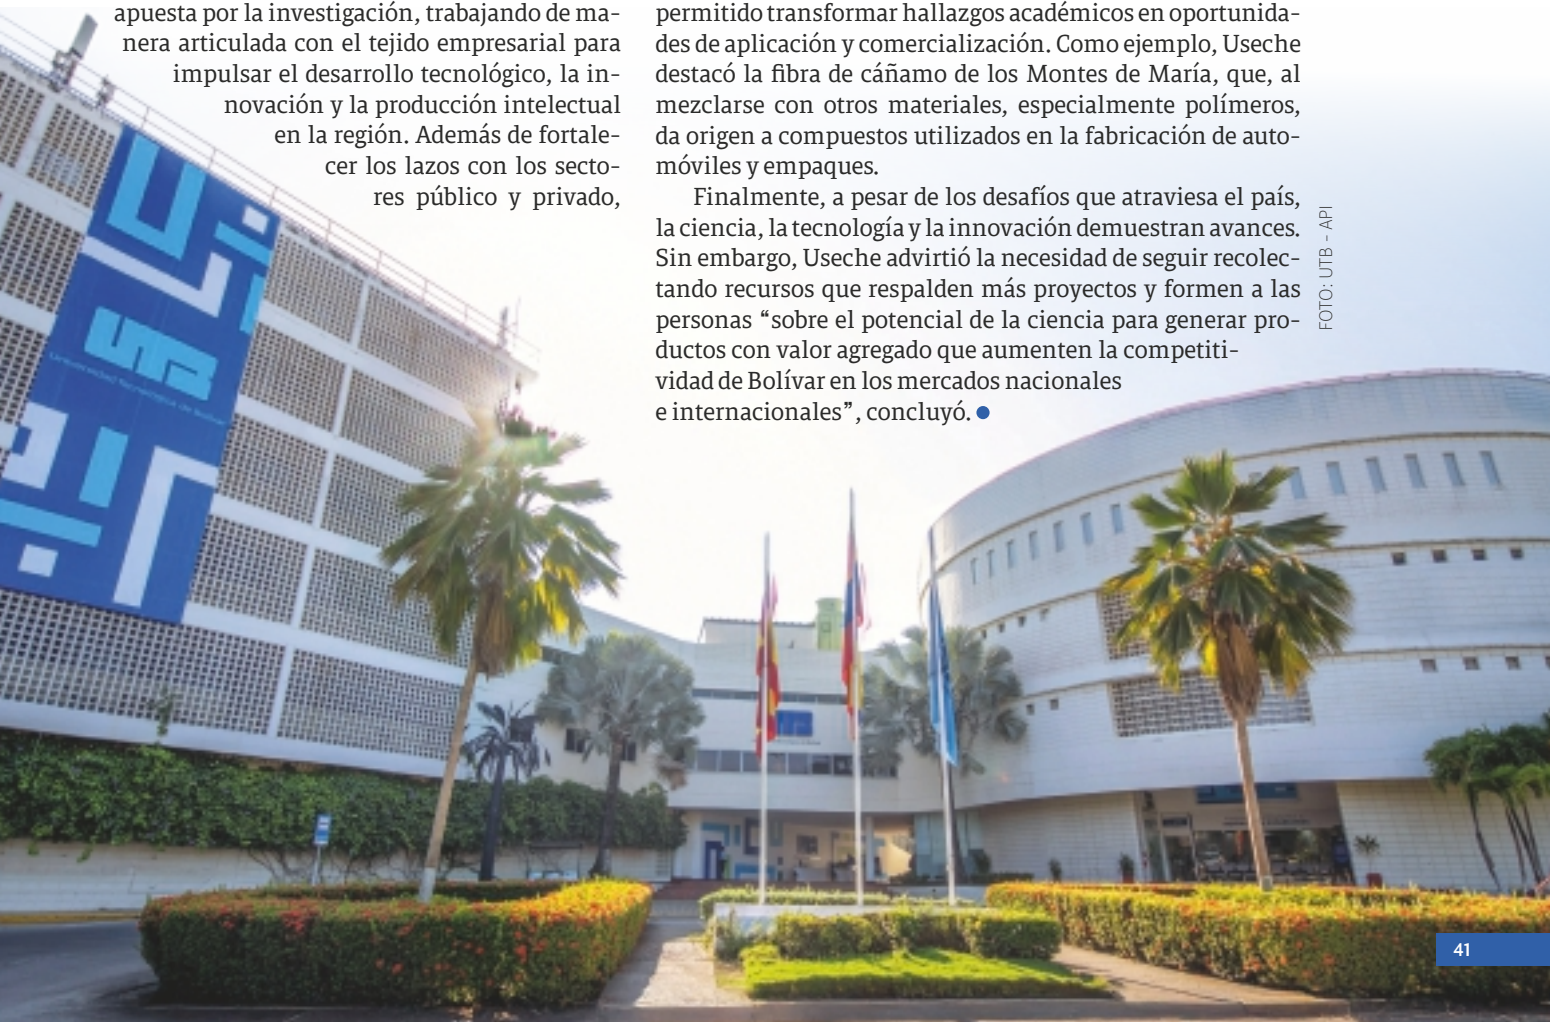 apuesta por la investigación, trabajando de ma-
nera articulada con el tejido empresarial para
impulsar el desarrollo tecnológico, la in-
novación y la producción intelectual
en la región. Además de fortale-
cer los lazos con los secto-
res público y privado,
permitido transformar hallazgos académicos en oportunida-
des de aplicación y comercialización. Como ejemplo, Useche
destacó la fibra de cáñamo de los Montes de María, que, al
mezclarse con otros materiales, especialmente polímeros,
da origen a compuestos utilizados en la fabricación de auto-
móviles y empaques.
Finalmente, a pesar de los desafíos que atraviesa el país,
la ciencia, la tecnología y la innovación demuestran avances.
Sin embargo, Useche advirtió la necesidad de seguir recolec-
tando recursos que respalden más proyectos y formen a las
personas “sobre el potencial de la ciencia para generar pro-
ductos con valor agregado que aumenten la competiti-
vidad de Bolívar en los mercados nacionales
e internacionales”, concluyó.
FOTO: UTB - API
UTB
Universidad Tecnológica de Bolívar
41